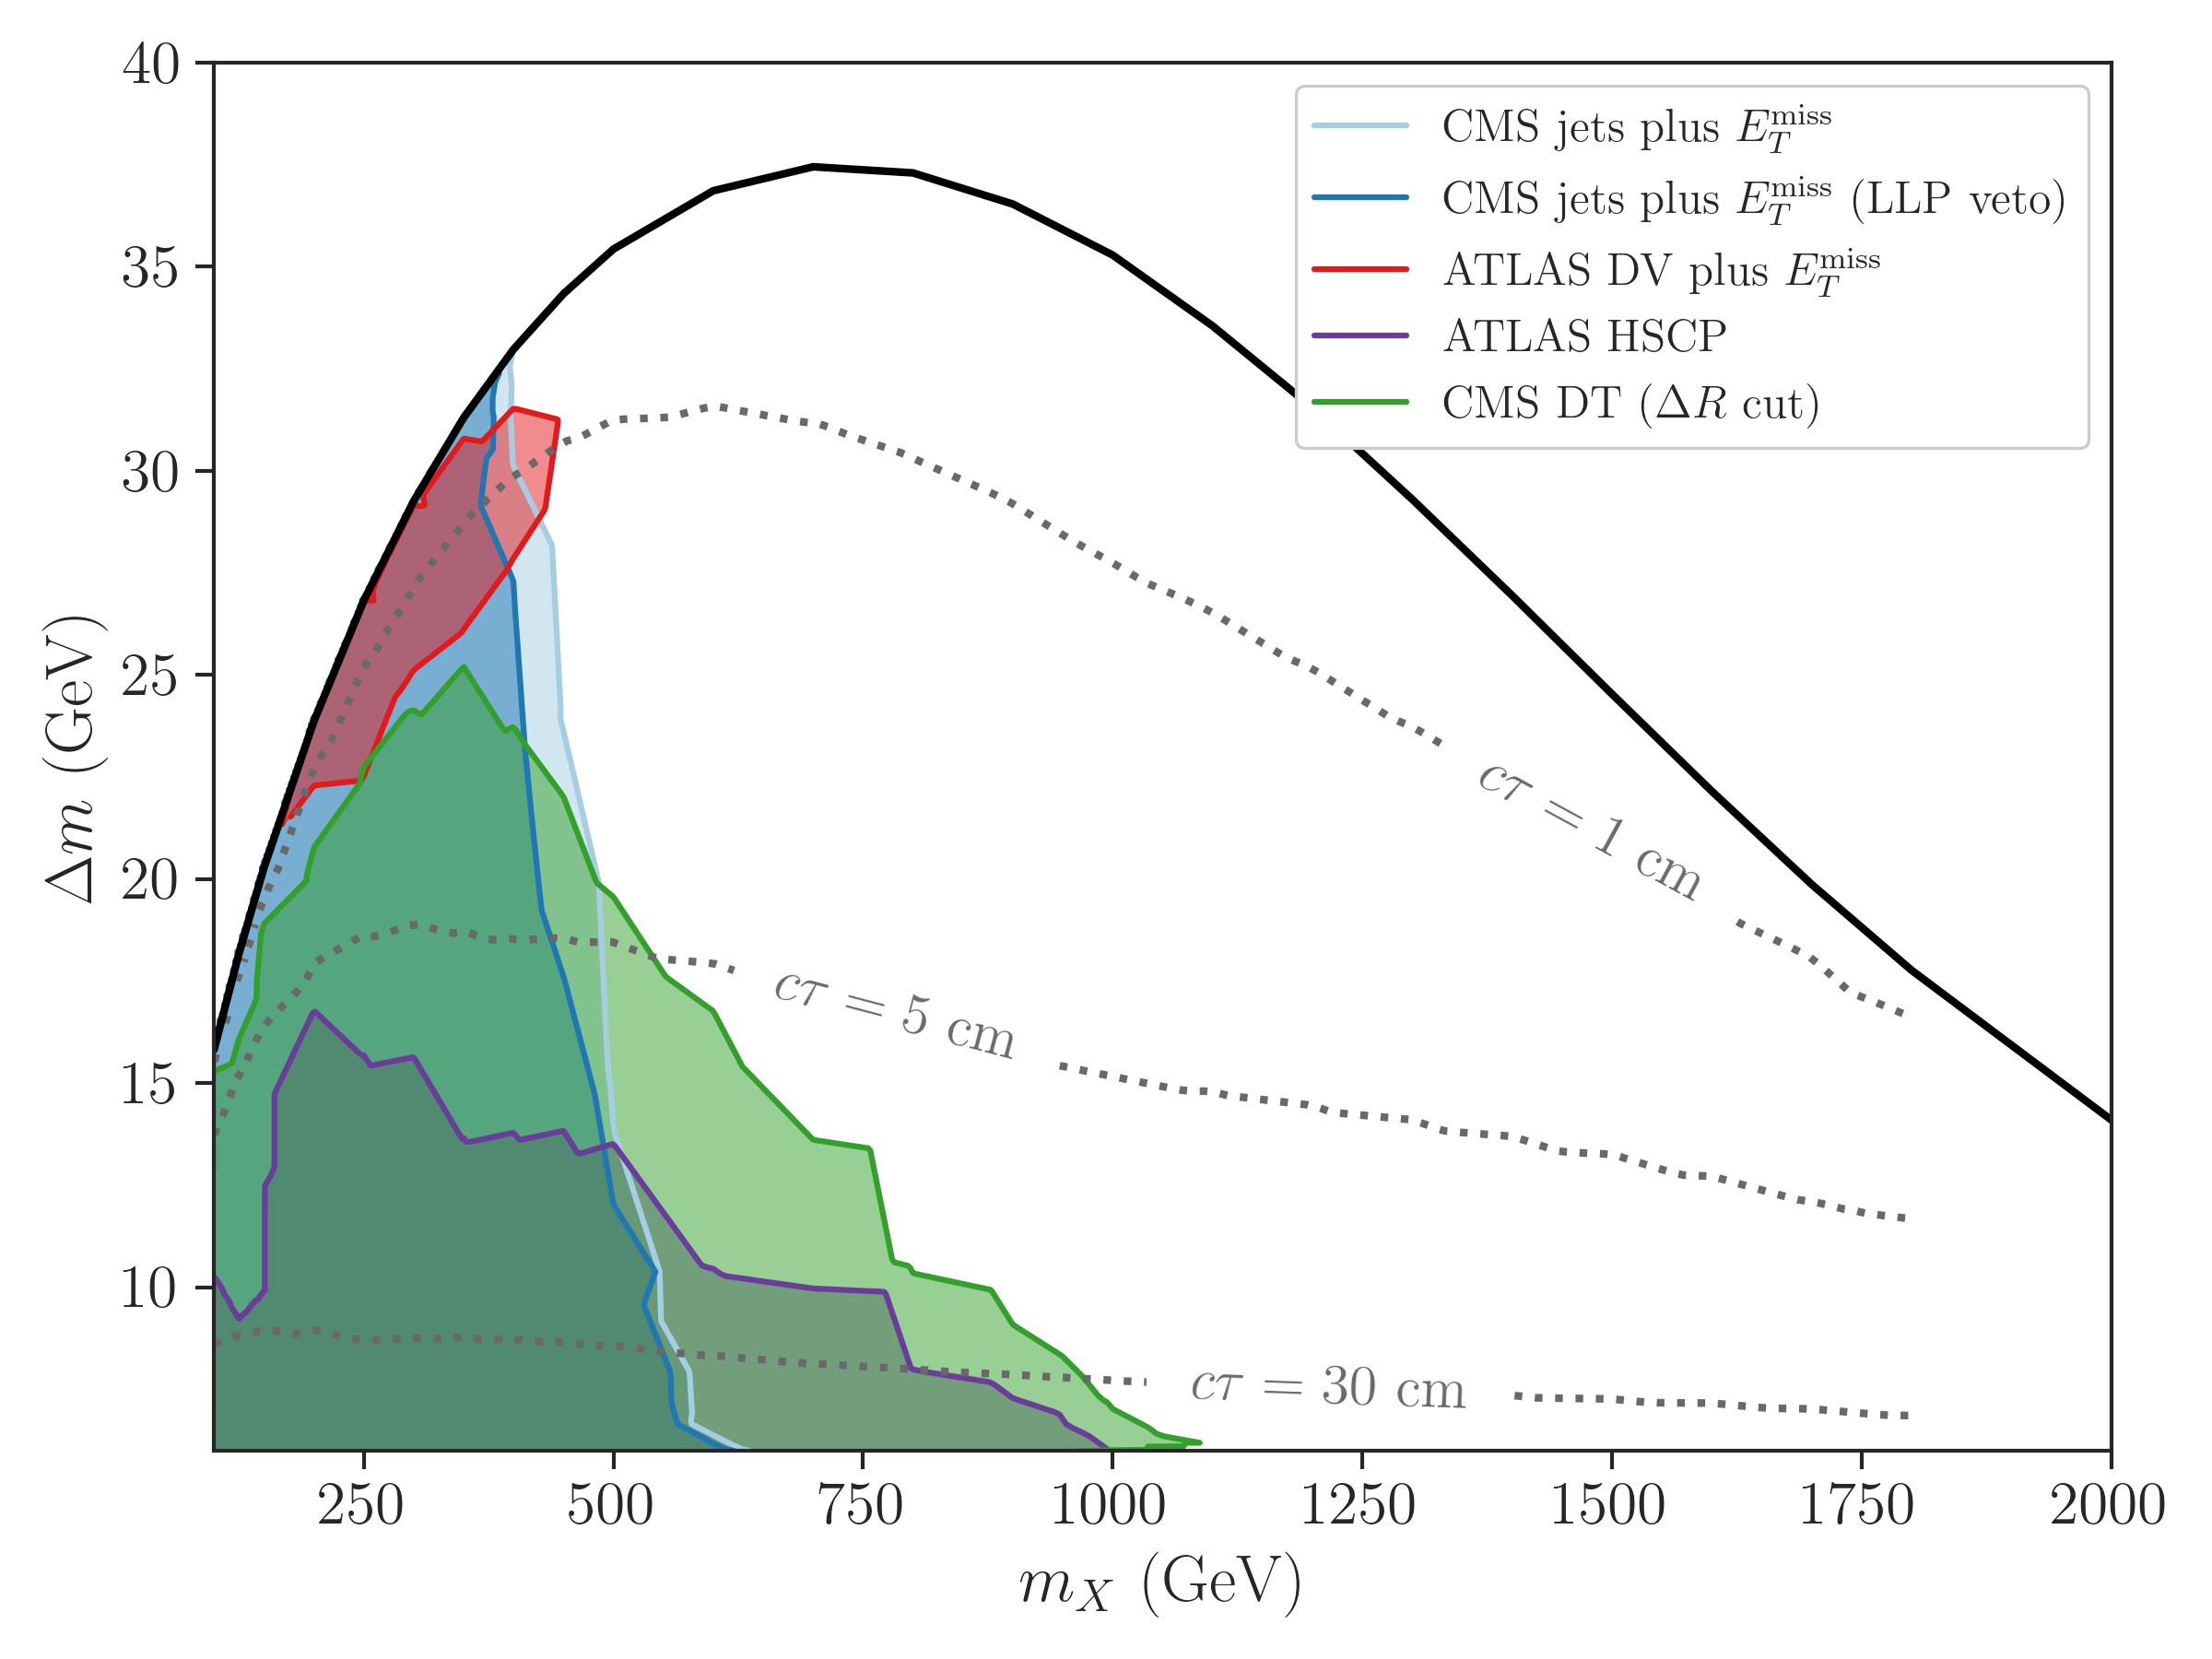 40
35
30
25
20
15
10
Δm (GeV)
CMS jets plus E_T^miss
CMS jets plus E_T^miss (LLP veto)
ATLAS DV plus E_T^miss
ATLAS HSCP
CMS DT (ΔR cut)
cτ = 1 cm
cτ = 5 cm
cτ = 30 cm
250 500 750 1000 1250 1500 1750 2000
m_X (GeV)